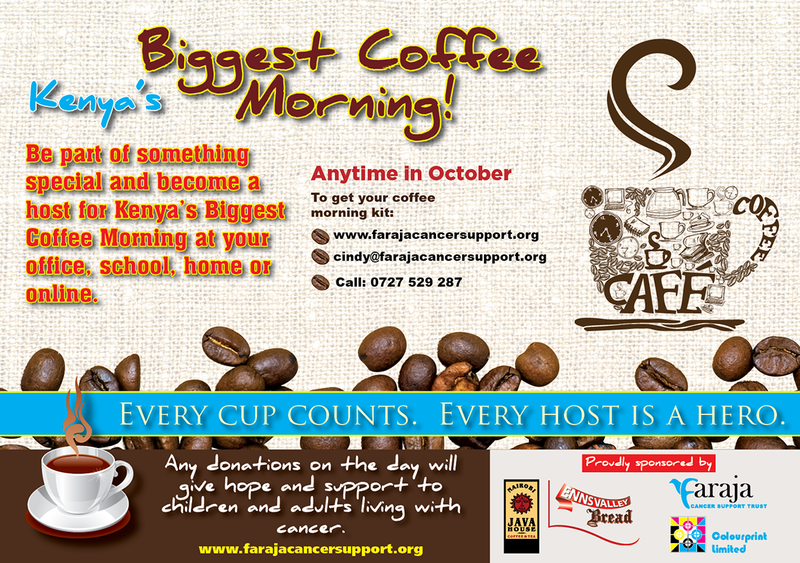 Biggest Coffee
Kenya's
Morning!
Be part of something
special and become a
host for Kenya's Biggest
Coffee Morning at your
office, school, home or
online.
Anytime in October
To get your coffee
morning kit:
www.farajacancersupport.org
cindy@farajacancersupport.org
Call: 0727 529 287
COFFEE
CAFE
EVERY CUP COUNTS. EVERY HOST IS A HERO.
Any donations on the day will
give hope and support to
children and adults living with
cancer.
www.farajacancersupport.org
Proudly sponsored by
NAIROBI
JAVA
HOUSE
COFFEE & TEA
ENNSVALLEY
Bread
Faraja
CANCER SUPPORT TRUST
Colourprint
Limited